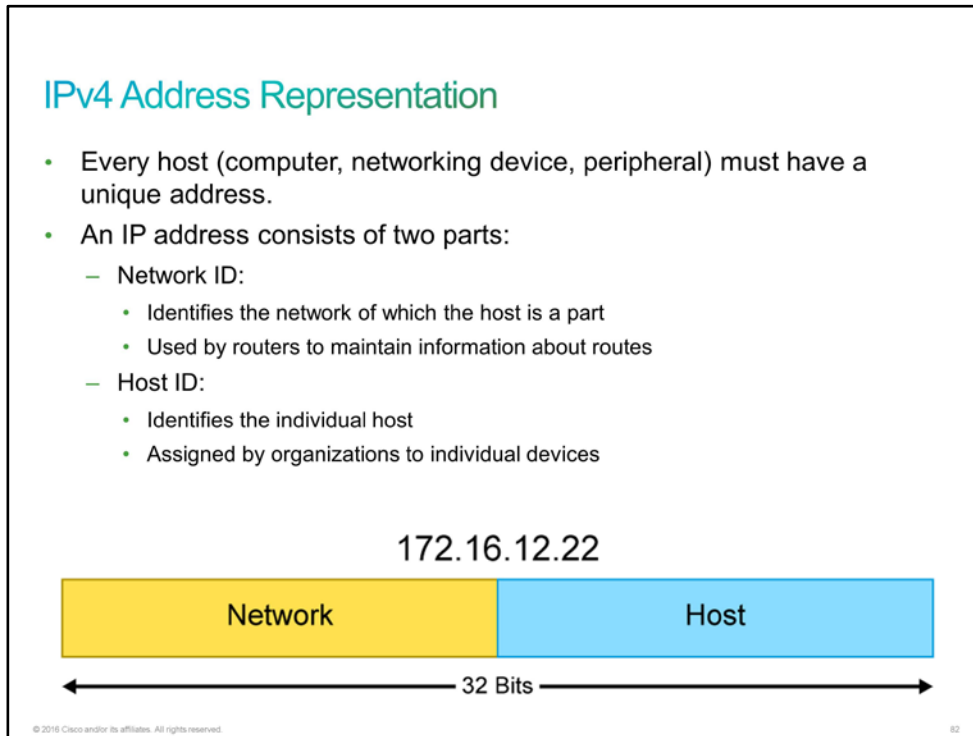 IPv4 Address Representation
• Every host (computer, networking device, peripheral) must have a
unique address.
• An IP address consists of two parts:
– Network ID:
• Identifies the network of which the host is a part
• Used by routers to maintain information about routes
– Host ID:
• Identifies the individual host
• Assigned by organizations to individual devices
172.16.12.22
Network Host
32 Bits
© 2016 Cisco and/or its affiliates. All rights reserved. 82